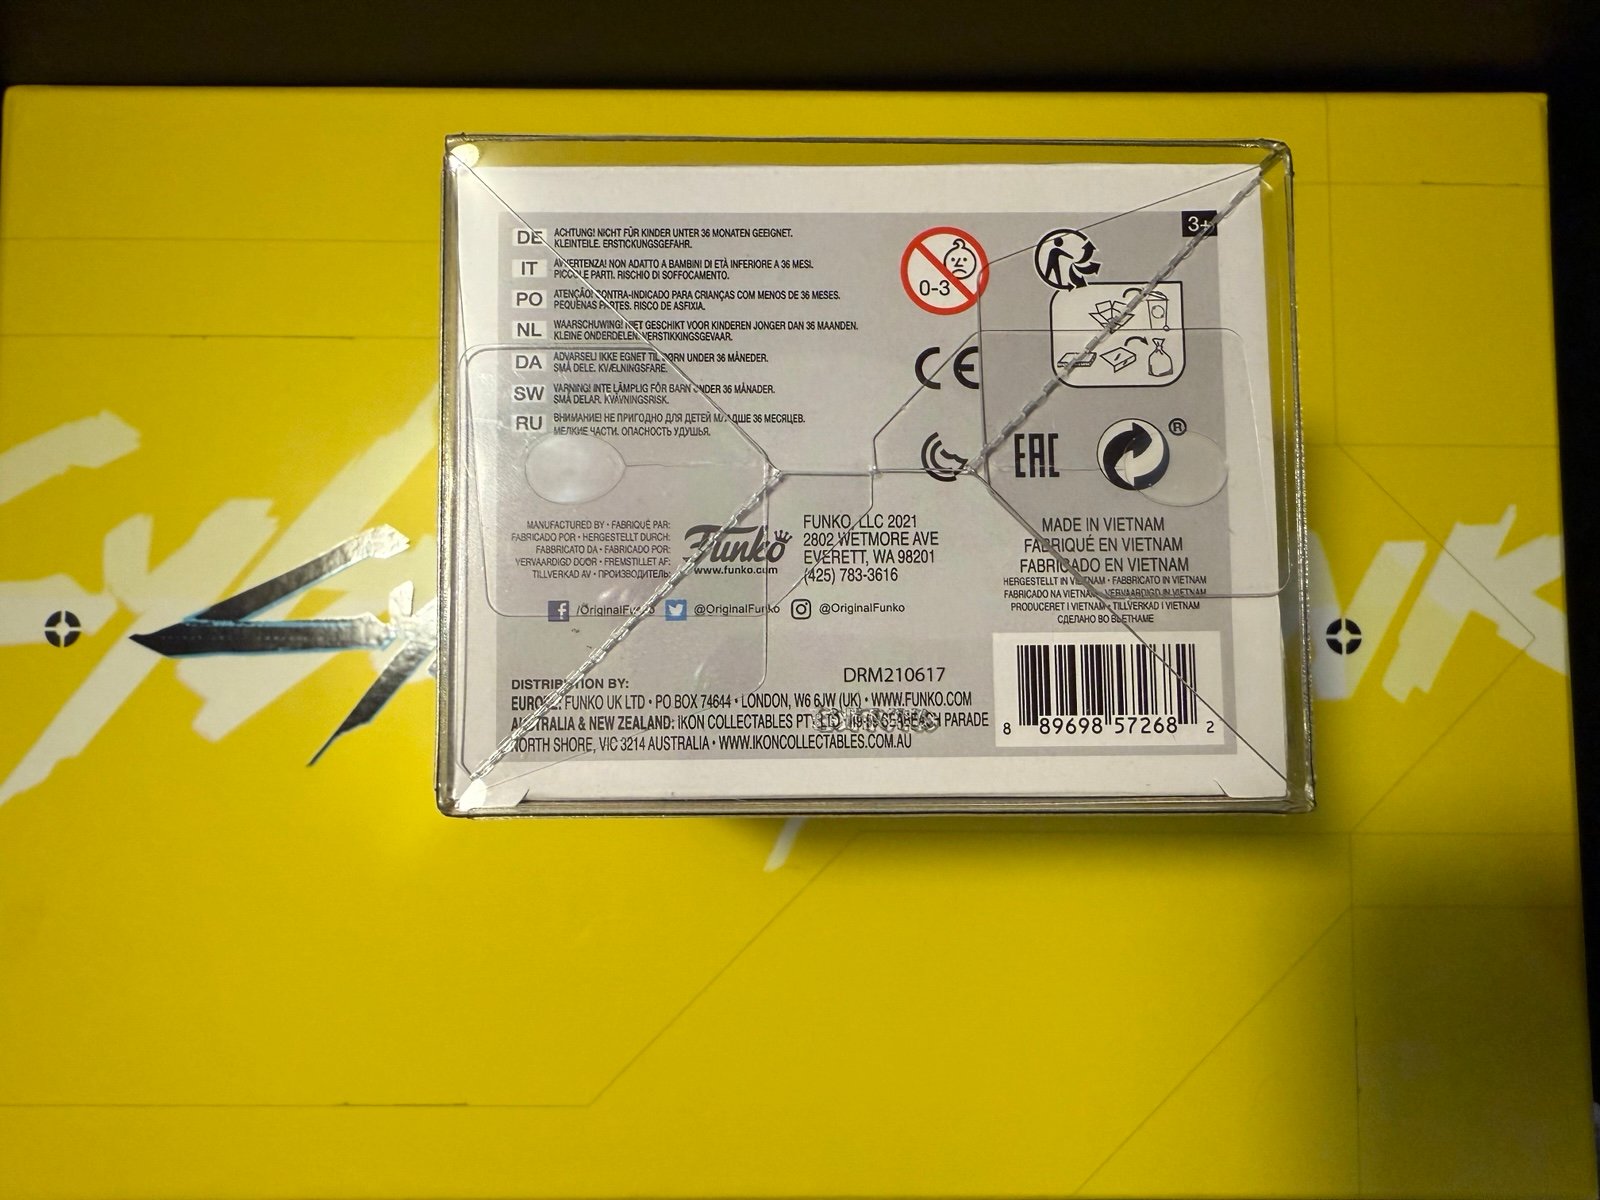 3+
DE ACHTUNG! NICHT FÜR KINDER UNTER 36 MONATEN GEEIGNET.
KLEINTEILE. ERSTICKUNGSGEFAHR.
IT AVVERTENZA! NON ADATTO A BAMBINI DI ETÀ INFERIORE A 36 MESI.
PICCOLE PARTI. RISCHIO DI SOFFOCAMENTO.
PO ATENÇÃO! CONTRA-INDICADO PARA CRIANÇAS COM MENOS DE 36 MESES.
PEQUENAS PARTES. RISCO DE ASFIXIA.
NL WAARSCHUWING! NIET GESCHIKT VOOR KINDEREN JONGER DAN 36 MAANDEN.
KLEINE ONDERDELEN. VERSTIKKINGSGEVAAR.
DA ADVARSEL! IKKE EGNET TIL BØRN UNDER 36 MÅNEDER.
SMÅ DELE. KVÆLNINGSFARE.
SW VARNING! INTE LÄMPLIG FÖR BARN UNDER 36 MÅNADER.
SMÅ DELAR. KVÄVNINGSRISK.
RU ВНИМАНИЕ! НЕ ПРИГОДНО ДЛЯ ДЕТЕЙ МЛАДШЕ 36 МЕСЯЦЕВ.
МЕЛКИЕ ЧАСТИ. ОПАСНОСТЬ УДУШЬЯ.
0-3
CE
EAC
®
MANUFACTURED BY • FABRIQUÉ PAR:
FABRICADO POR • HERGESTELLT DURCH:
FABBRICATO DA • FABRICADO POR:
VERVAARDIGD DOOR • FREMSTILLET AF:
TILLVERKAD AV • ПРОИЗВОДИТЕЛЬ:
Funko
www.funko.com
FUNKO, LLC 2021
2802 WETMORE AVE
EVERETT, WA 98201
(425) 783-3616
MADE IN VIETNAM
FABRIQUÉ EN VIETNAM
FABRICADO EN VIETNAM
HERGESTELLT IN VIETNAM • FABBRICATO IN VIETNAM
FABRICADO NA VIETNAM • VERVAARDIGD IN VIETNAM
PRODUCERET I VIETNAM • TILLVERKAD I VIETNAM
СДЕЛАНО ВО ВЬЕТНАМЕ
/OriginalFunko @OriginalFunko @OriginalFunko
DRM210617
DISTRIBUTION BY:
EUROPE: FUNKO UK LTD • PO BOX 74644 • LONDON, W6 6JW (UK) • WWW.FUNKO.COM
AUSTRALIA & NEW ZEALAND: IKON COLLECTABLES PTY LTD PARADE
NORTH SHORE, VIC 3214 AUSTRALIA • WWW.IKONCOLLECTABLES.COM.AU
8 89698 57268 2